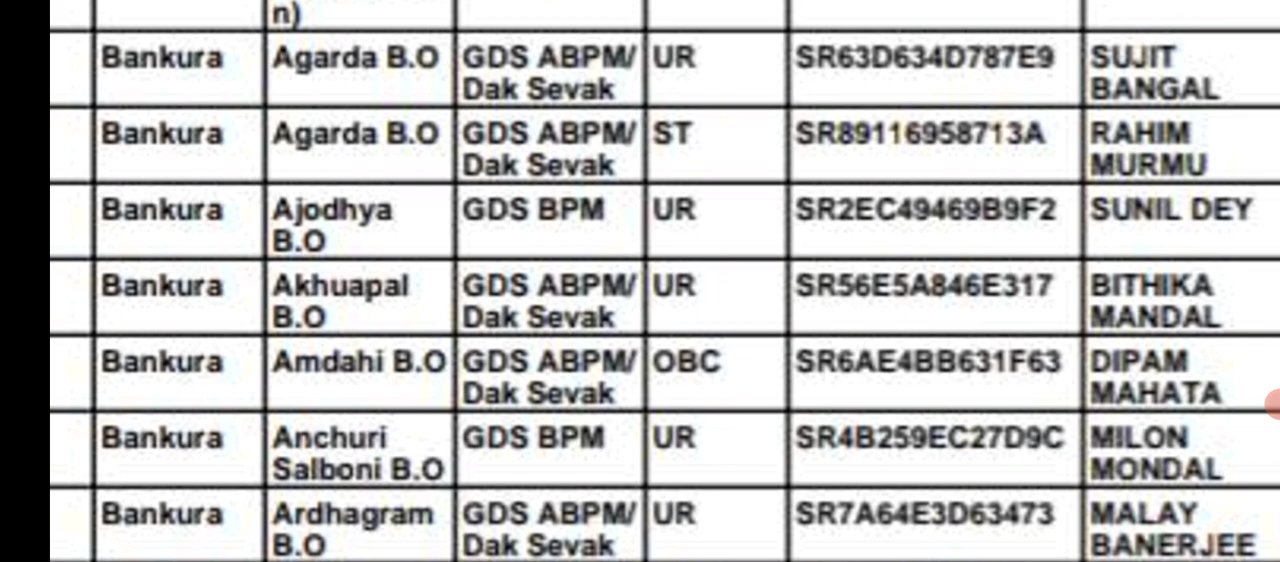 n)
Bankura Agarda B.O GDS ABPM/ UR SR63D634D787E9 SUJIT
Dak Sevak BANGAL
Bankura Agarda B.O GDS ABPM/ ST SR89116958713A RAHIM
Dak Sevak MURMU
Bankura Ajodhya GDS BPM UR SR2EC49469B9F2 SUNIL DEY
B.O
Bankura Akhuapal GDS ABPM/ UR SR56E5A846E317 BITHIKA
B.O Dak Sevak MANDAL
Bankura Amdahi B.O GDS ABPM/ OBC SR6AE4BB631F63 DIPAM
Dak Sevak MAHATA
Bankura Anchuri GDS BPM UR SR4B259EC27D9C MILON
Salboni B.O MONDAL
Bankura Ardhagram GDS ABPM/ UR SR7A64E3D63473 MALAY
B.O Dak Sevak BANERJEE